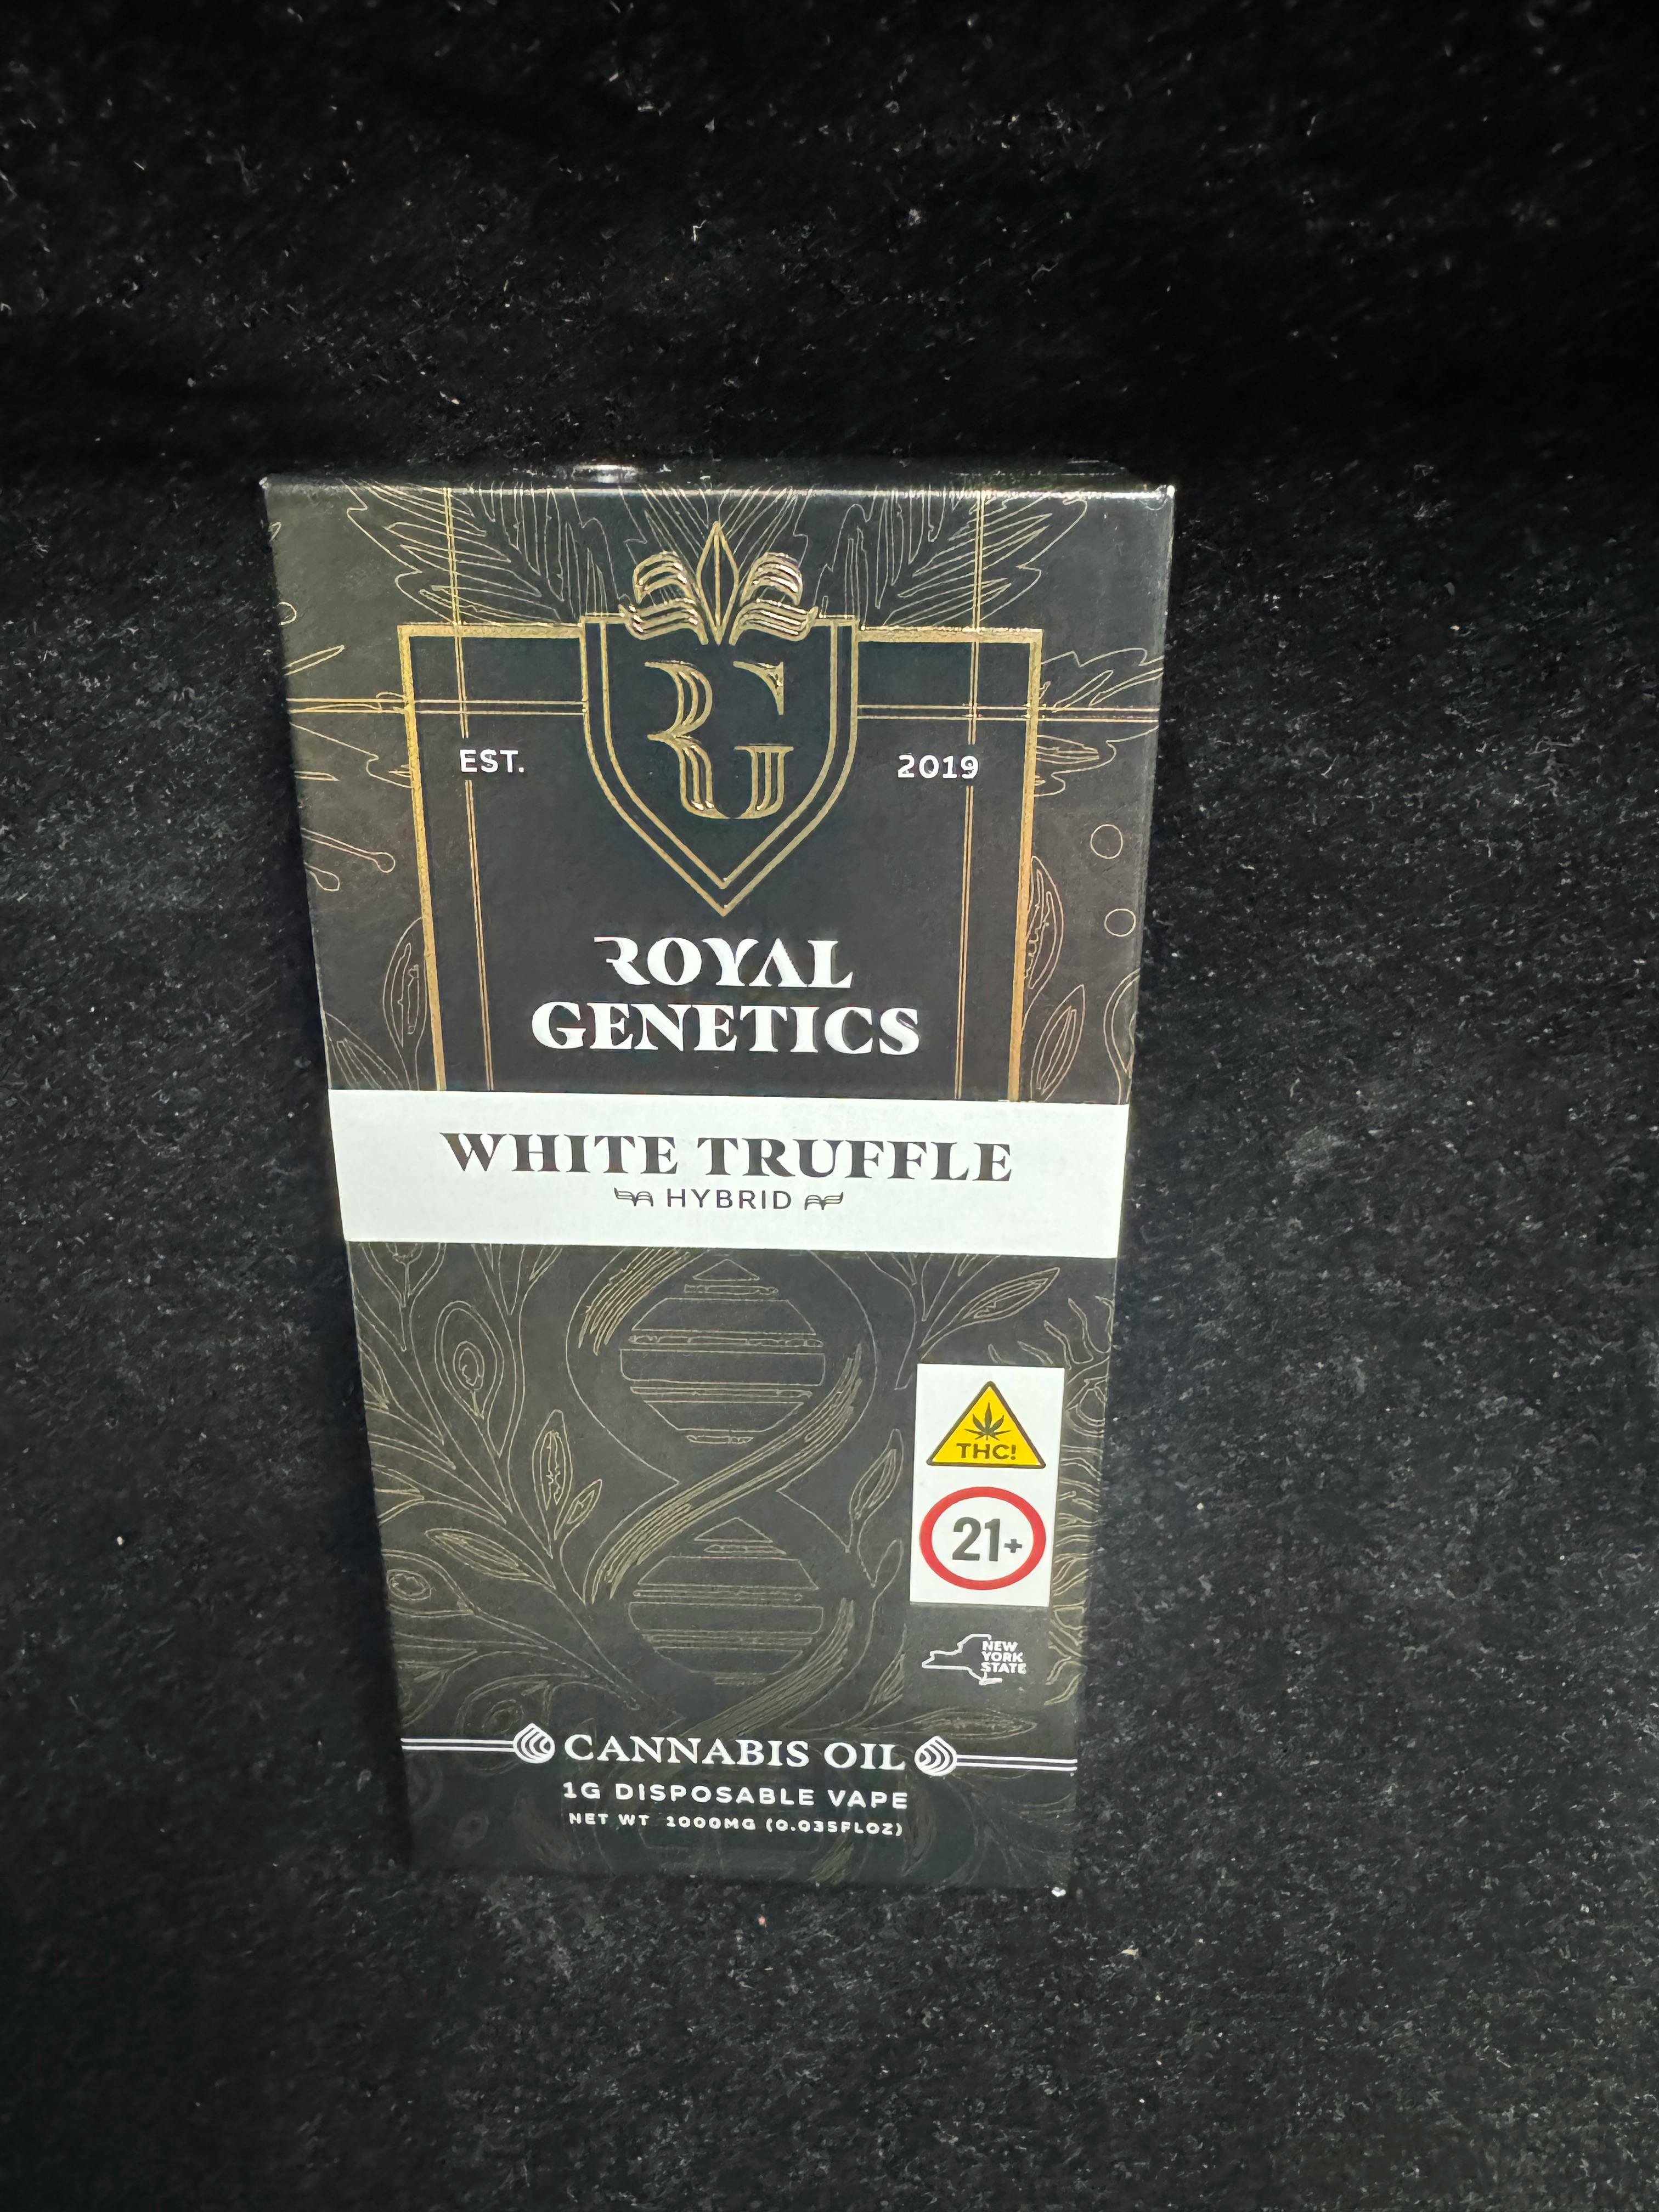 RG
EST. 2019
ROYAL
GENETICS
WHITE TRUFFLE
HYBRID
THC!
21+
NEW
YORK
STATE
CANNABIS OIL
1G DISPOSABLE VAPE
NET WT 1000MG (0.035FLOZ)